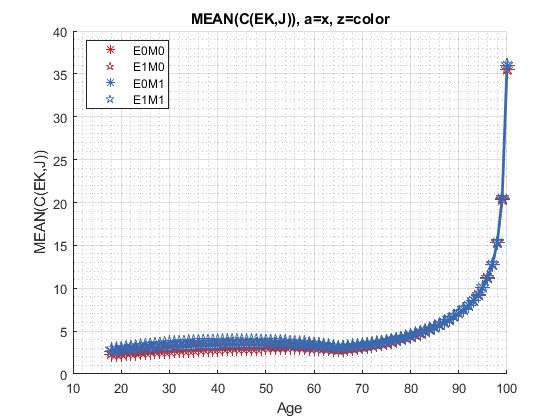 MEAN(C(EK,J)), a=x, z=color
E0M0
E1M0
E0M1
E1M1
MEAN(C(EK,J))
40
35
30
25
20
15
10
5
0
10 20 30 40 50 60 70 80 90 100
Age